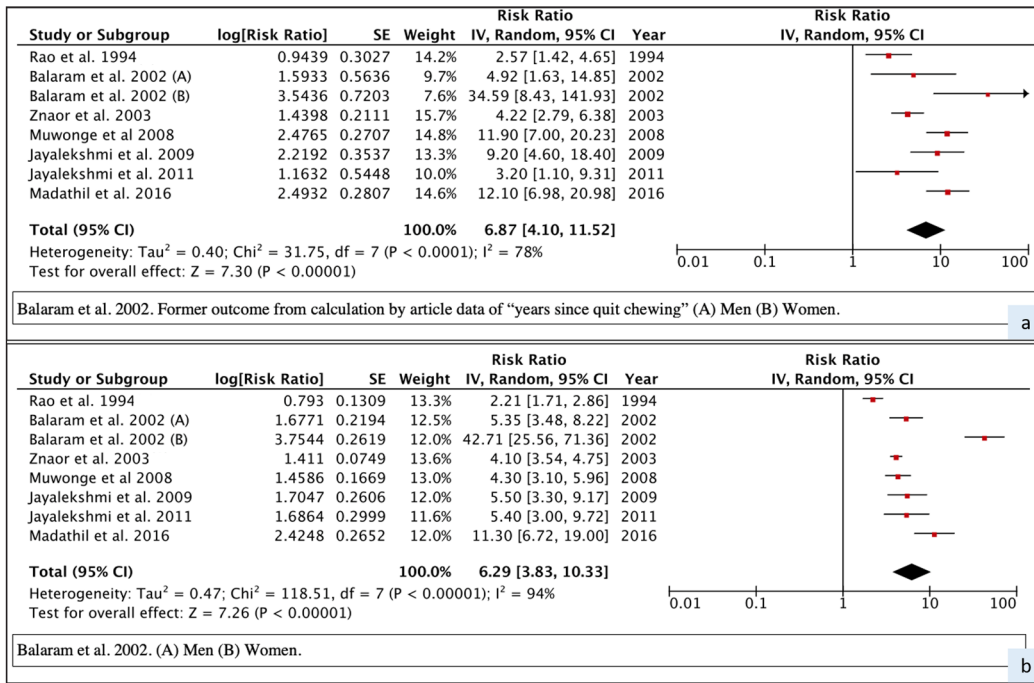 Risk Ratio Risk Ratio
Study or Subgroup log[Risk Ratio] SE Weight IV, Random, 95% CI Year IV, Random, 95% CI
Rao et al. 1994 0.9439 0.3027 14.2% 2.57 [1.42, 4.65] 1994
Balaram et al. 2002 (A) 1.5933 0.5636 9.7% 4.92 [1.63, 14.85] 2002
Balaram et al. 2002 (B) 3.5436 0.7203 7.6% 34.59 [8.43, 141.93] 2002
Znaor et al. 2003 1.4398 0.2111 15.7% 4.22 [2.79, 6.38] 2003
Muwonge et al 2008 2.4765 0.2707 14.8% 11.90 [7.00, 20.23] 2008
Jayalekshmi et al. 2009 2.2192 0.3537 13.3% 9.20 [4.60, 18.40] 2009
Jayalekshmi et al. 2011 1.1632 0.5448 10.0% 3.20 [1.10, 9.31] 2011
Madathil et al. 2016 2.4932 0.2807 14.6% 12.10 [6.98, 20.98] 2016
Total (95% CI) 100.0% 6.87 [4.10, 11.52]
Heterogeneity: Tau² = 0.40; Chi² = 31.75, df = 7 (P < 0.0001); I² = 78%
Test for overall effect: Z = 7.30 (P < 0.00001)
0.01 0.1 1 10 100
Balaram et al. 2002. Former outcome from calculation by article data of “years since quit chewing” (A) Men (B) Women.
a
Risk Ratio Risk Ratio
Study or Subgroup log[Risk Ratio] SE Weight IV, Random, 95% CI Year IV, Random, 95% CI
Rao et al. 1994 0.793 0.1309 13.3% 2.21 [1.71, 2.86] 1994
Balaram et al. 2002 (A) 1.6771 0.2194 12.5% 5.35 [3.48, 8.22] 2002
Balaram et al. 2002 (B) 3.7544 0.2619 12.0% 42.71 [25.56, 71.36] 2002
Znaor et al. 2003 1.411 0.0749 13.6% 4.10 [3.54, 4.75] 2003
Muwonge et al 2008 1.4586 0.1669 13.0% 4.30 [3.10, 5.96] 2008
Jayalekshmi et al. 2009 1.7047 0.2606 12.0% 5.50 [3.30, 9.17] 2009
Jayalekshmi et al. 2011 1.6864 0.2999 11.6% 5.40 [3.00, 9.72] 2011
Madathil et al. 2016 2.4248 0.2652 12.0% 11.30 [6.72, 19.00] 2016
Total (95% CI) 100.0% 6.29 [3.83, 10.33]
Heterogeneity: Tau² = 0.47; Chi² = 118.51, df = 7 (P < 0.00001); I² = 94%
Test for overall effect: Z = 7.26 (P < 0.00001)
0.01 0.1 1 10 100
Balaram et al. 2002. (A) Men (B) Women.
b